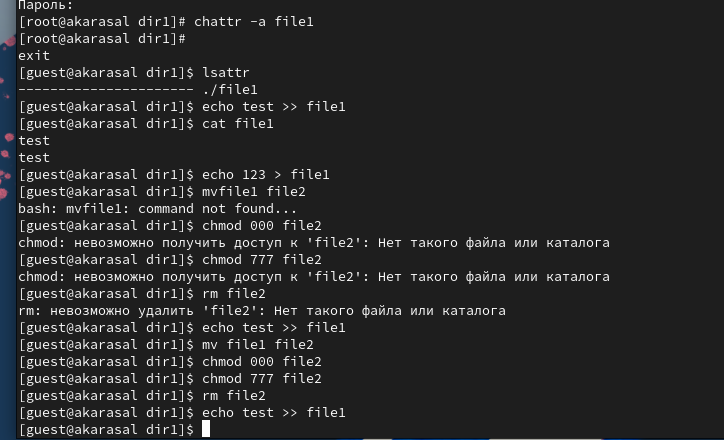 Пароль:
[root@akarasal dir1]# chattr -a file1
[root@akarasal dir1]#
exit
[guest@akarasal dir1]$ lsattr
---------------------- ./file1
[guest@akarasal dir1]$ echo test >> file1
[guest@akarasal dir1]$ cat file1
test
test
[guest@akarasal dir1]$ echo 123 > file1
[guest@akarasal dir1]$ mvfile1 file2
bash: mvfile1: command not found...
[guest@akarasal dir1]$ chmod 000 file2
chmod: невозможно получить доступ к 'file2': Нет такого файла или каталога
[guest@akarasal dir1]$ chmod 777 file2
chmod: невозможно получить доступ к 'file2': Нет такого файла или каталога
[guest@akarasal dir1]$ rm file2
rm: невозможно удалить 'file2': Нет такого файла или каталога
[guest@akarasal dir1]$ echo test >> file1
[guest@akarasal dir1]$ mv file1 file2
[guest@akarasal dir1]$ chmod 000 file2
[guest@akarasal dir1]$ chmod 777 file2
[guest@akarasal dir1]$ rm file2
[guest@akarasal dir1]$ echo test >> file1
[guest@akarasal dir1]$